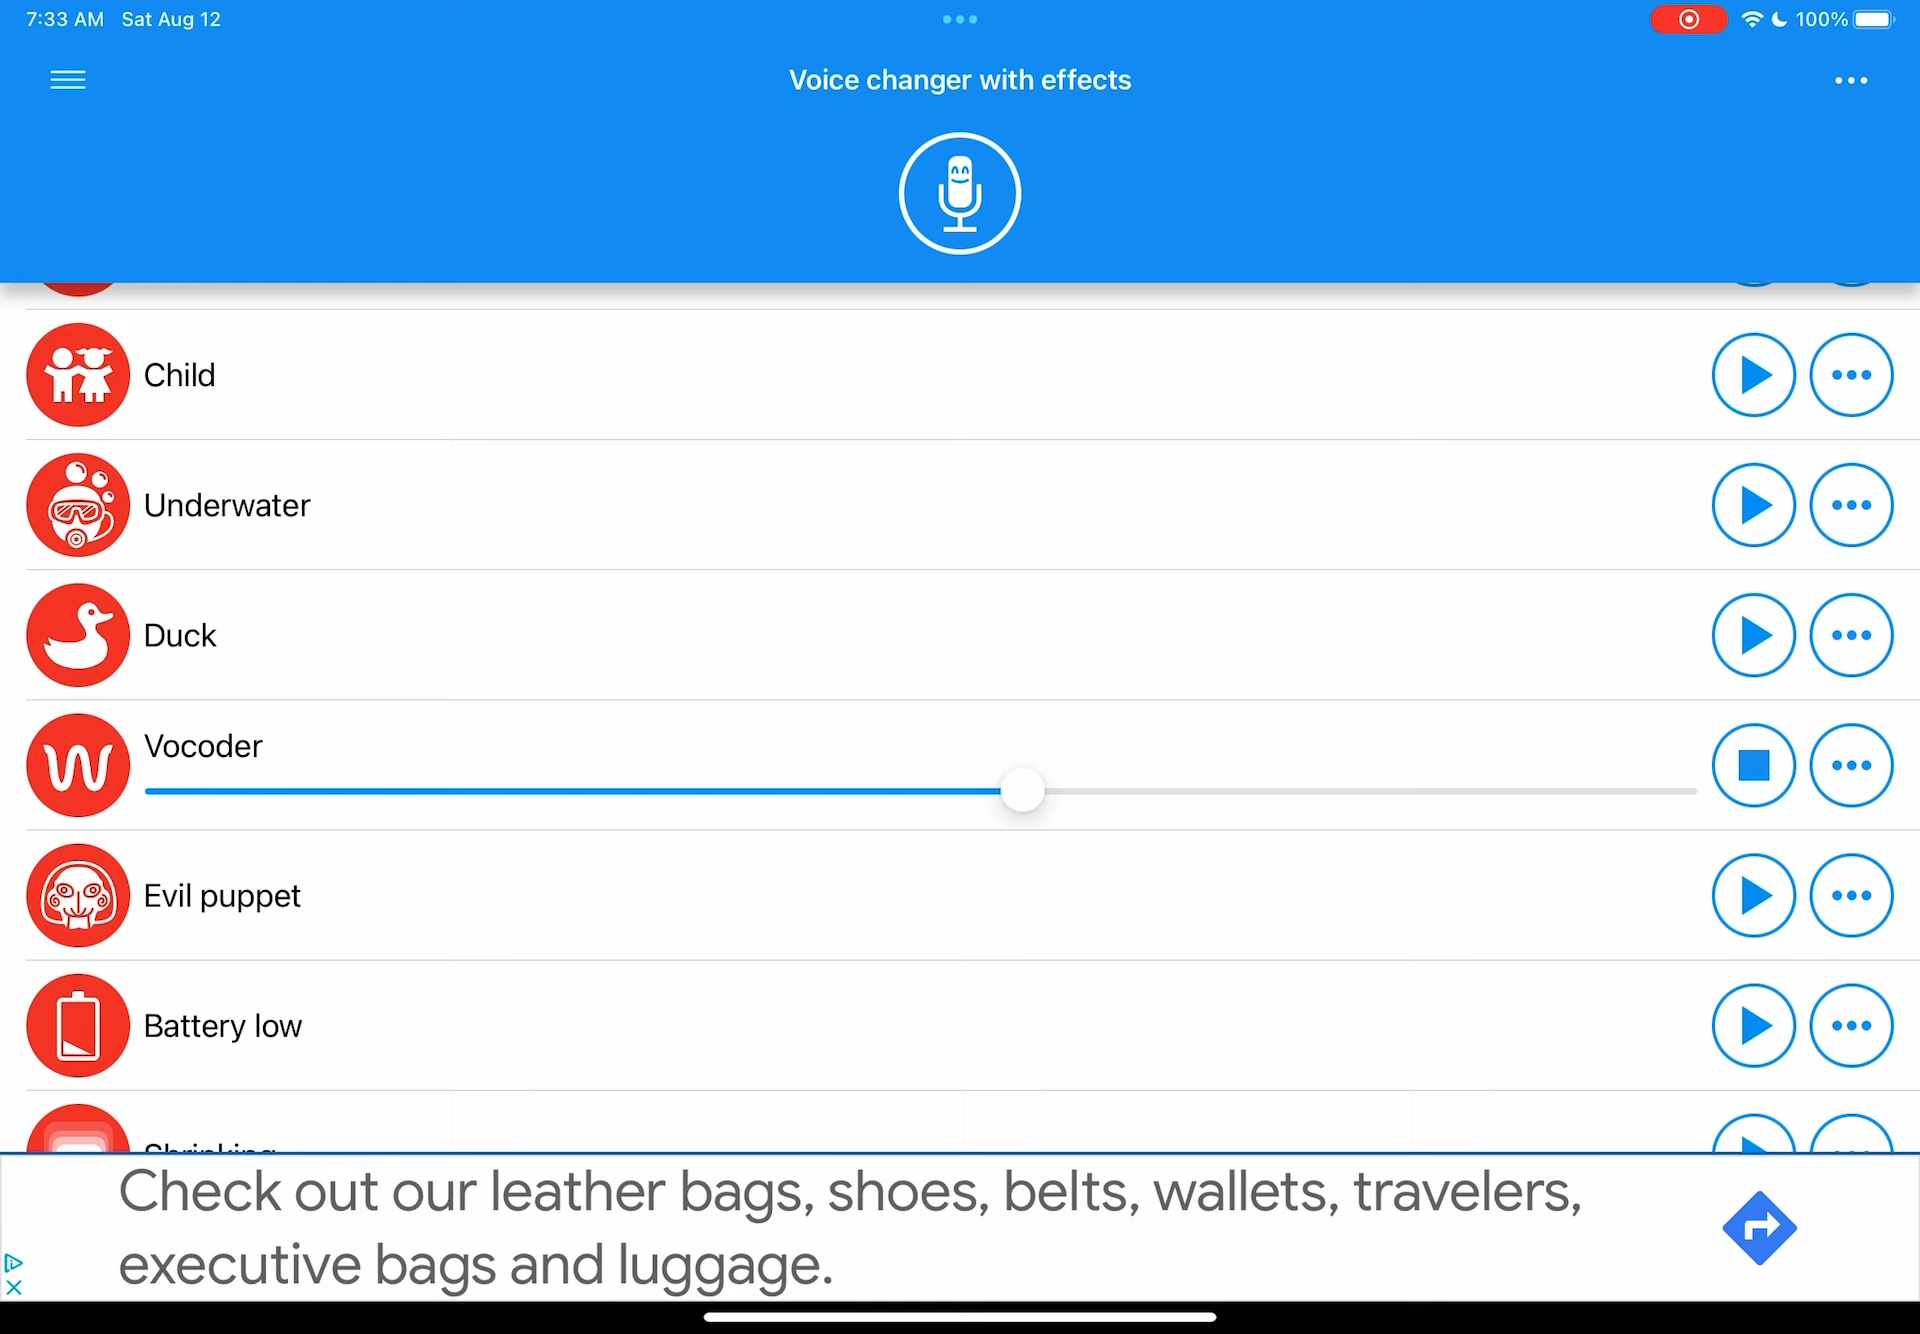 7:33 AM Sat Aug 12
100%
Voice changer with effects
Child
Underwater
Duck
Vocoder
Evil puppet
Battery low
Shrinking
Check out our leather bags, shoes, belts, wallets, travelers,
executive bags and luggage.